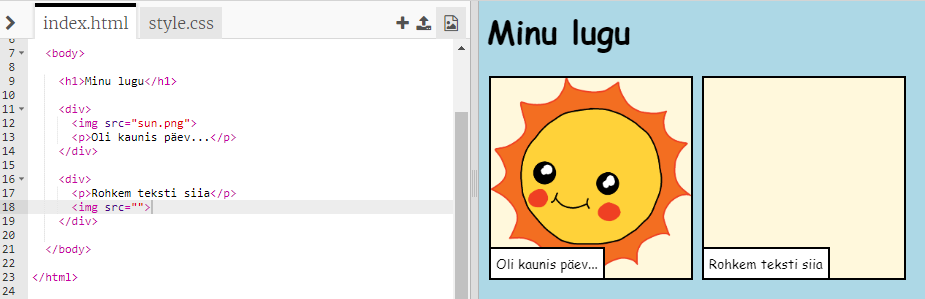 index.html style.css
7 <body>
8
9 <h1>Minu lugu</h1>
10
11 <div>
12 <img src="sun.png">
13 <p>Oli kaunis päev...</p>
14 </div>
15
16 <div>
17 <p>Rohkem teksti siia</p>
18 <img src="">
19 </div>
20
21 </body>
22
23 </html>
24
Minu lugu
Oli kaunis päev...
Rohkem teksti siia